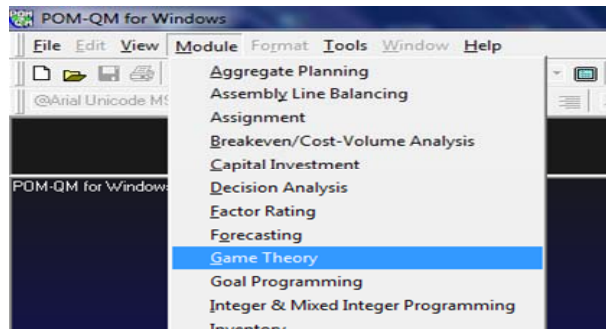 POM-QM for Windows
File Edit View Module Format Tools Window Help
@Arial Unicode MS
POM-QM for Windows
Aggregate Planning
Assembly Line Balancing
Assignment
Breakeven/Cost-Volume Analysis
Capital Investment
Decision Analysis
Factor Rating
Forecasting
Game Theory
Goal Programming
Integer & Mixed Integer Programming
Inventory